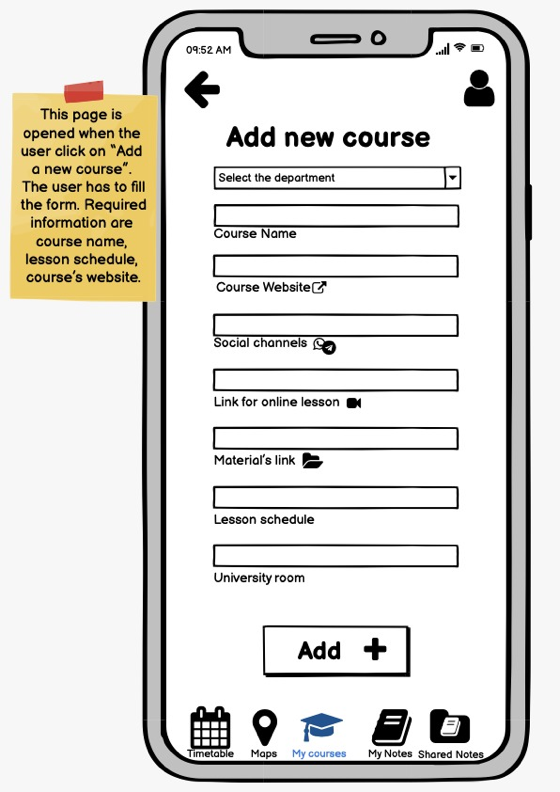 09:52 AM
This page is
opened when the
user click on "Add
a new course".
The user has to fill
the form. Required
information are
course name,
lesson schedule,
course's website.
Add new course
Select the department
Course Name
Course Website
Social channels
Link for online lesson
Material's link
Lesson schedule
University room
Add +
Timetable
Maps
My courses
My Notes
Shared Notes